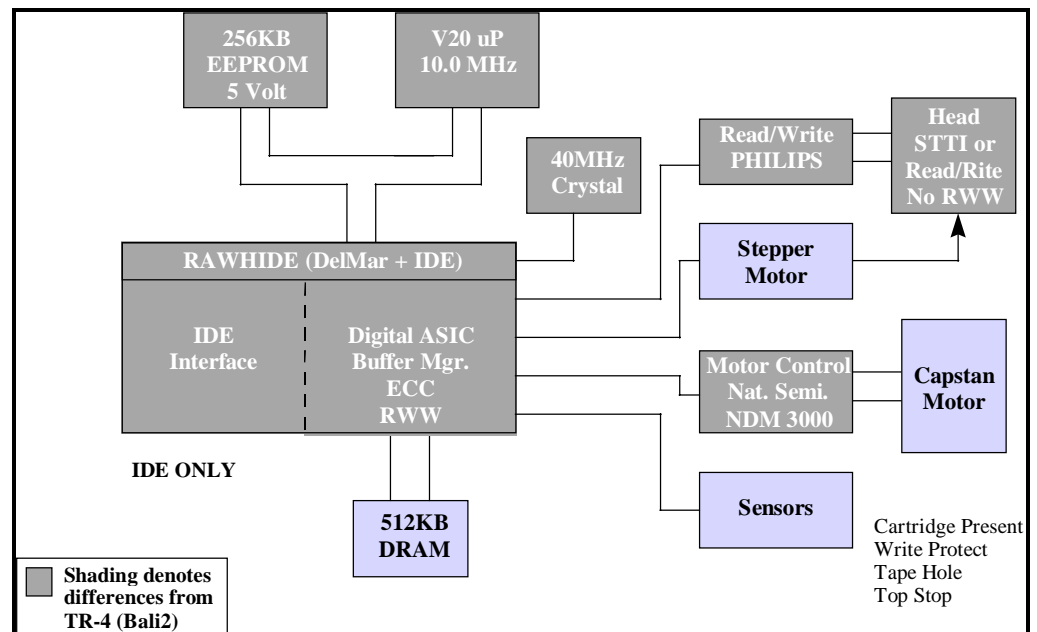 256KB
EEPROM
5 Volt
V20 uP
10.0 MHz
40MHz
Crystal
Read/Write
PHILIPS
Head
STTI or
Read/Rite
No RWW
RAWHIDE (DelMar + IDE)
Stepper
Motor
IDE
Interface
Digital ASIC
Buffer Mgr.
ECC
RWW
Motor Control
Nat. Semi.
NDM 3000
Capstan
Motor
IDE ONLY
512KB
DRAM
Sensors
Cartridge Present
Write Protect
Tape Hole
Top Stop
Shading denotes
differences from
TR-4 (Bali2)